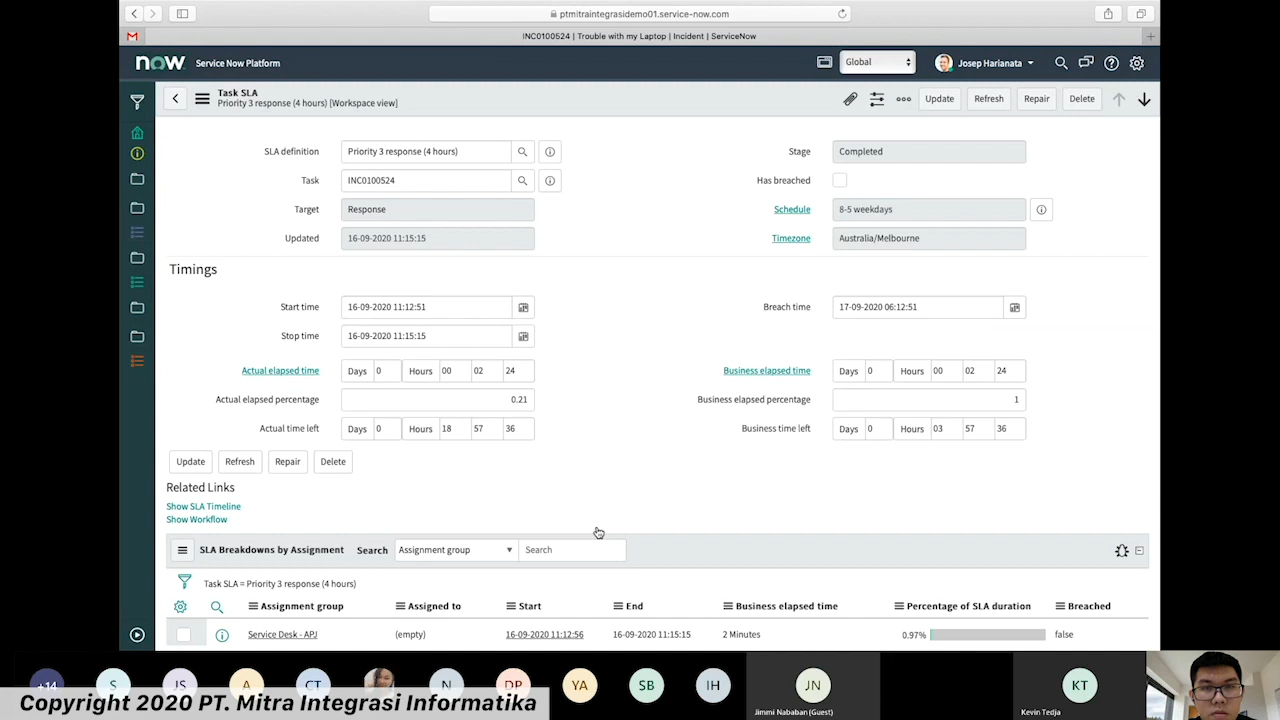 ptmitraintegrasidemo01.service-now.com
INC0100524 | Trouble with my Laptop | Incident | ServiceNow
now Service Now Platform Global Josep Harianata
Task SLA
Priority 3 response (4 hours) [Workspace view]
Update Refresh Repair Delete
SLA definition Priority 3 response (4 hours) Stage Completed
Task INC0100524 Has breached
Target Response Schedule 8-5 weekdays
Updated 16-09-2020 11:15:15 Timezone Australia/Melbourne
Timings
Start time 16-09-2020 11:12:51 Breach time 17-09-2020 06:12:51
Stop time 16-09-2020 11:15:15
Actual elapsed time Days 0 Hours 00 02 24 Business elapsed time Days 0 Hours 00 02 24
Actual elapsed percentage 0.21 Business elapsed percentage 1
Actual time left Days 0 Hours 18 57 36 Business time left Days 0 Hours 03 57 36
Update Refresh Repair Delete
Related Links
Show SLA Timeline
Show Workflow
SLA Breakdowns by Assignment Search Assignment group Search
Task SLA = Priority 3 response (4 hours)
Assignment group Assigned to Start End Business elapsed time Percentage of SLA duration Breached
Service Desk - APJ (empty) 16-09-2020 11:12:56 16-09-2020 11:15:15 2 Minutes 0.97% false
+14 S JS A CT N DP YA SB IH JN KT
Copyright 2020 PT. Mitra Integrasi Informatika
Jimmi Nababan (Guest) Kevin Tedja